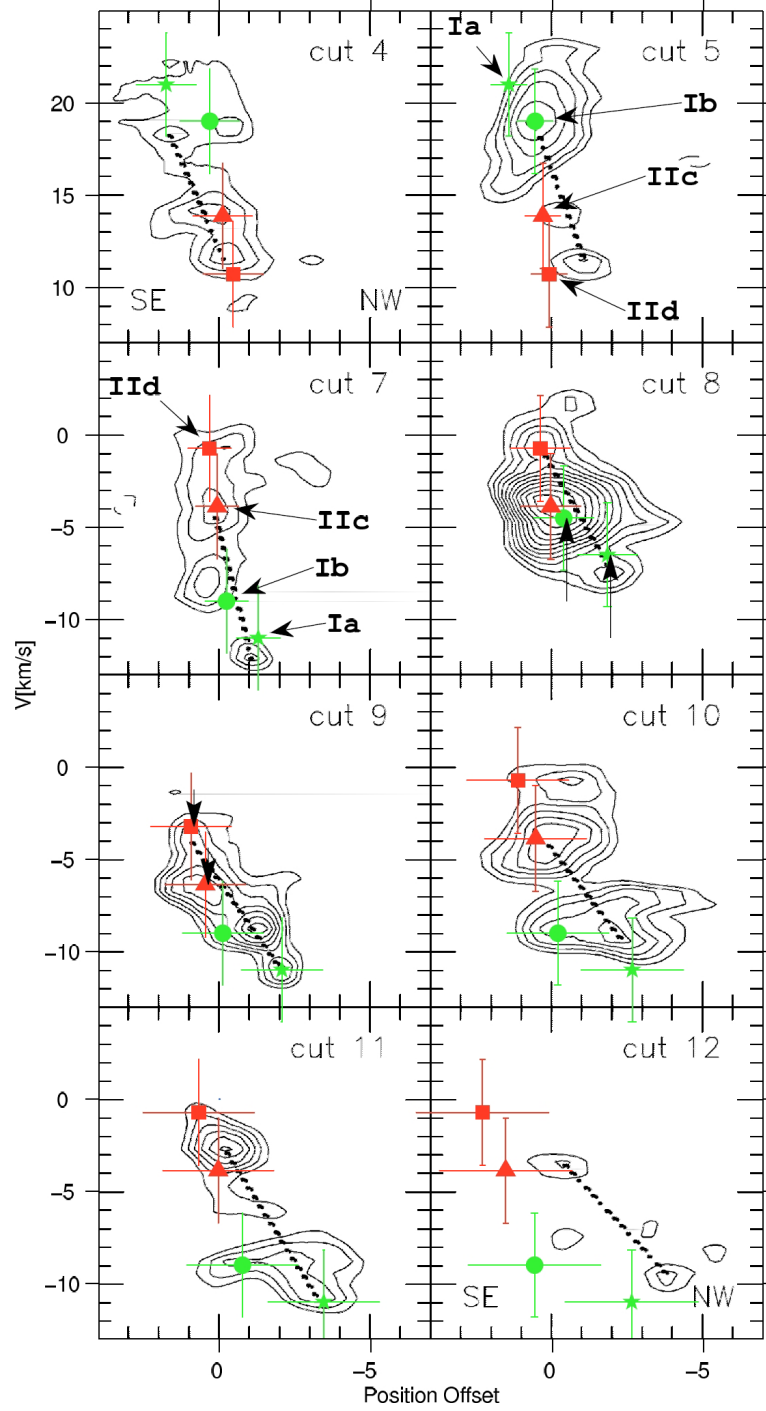 cut 4
cut 5
Ia
Ib
IIc
IId
20
15
10
SE
NW
cut 7
cut 8
IId
IIc
Ib
Ia
0
−5
−10
V[km/s]
cut 9
cut 10
0
−5
−10
cut 11
cut 12
0
−5
−10
SE
NW
0
−5
0
−5
Position Offset